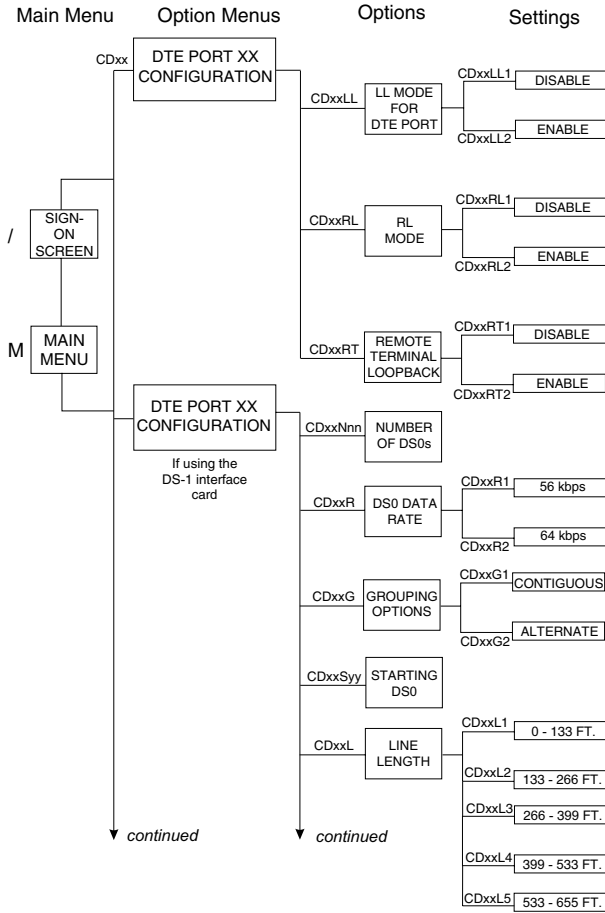 Main Menu
Option Menus
Options
Settings
CDxx
DTE PORT XX
CONFIGURATION
CDxxLL
LL MODE
FOR
DTE PORT
CDxxLL1
DISABLE
CDxxLL2
ENABLE
/
SIGN-
ON
SCREEN
CDxxRL
RL
MODE
CDxxRL1
DISABLE
CDxxRL2
ENABLE
M
MAIN
MENU
CDxxRT
REMOTE
TERMINAL
LOOPBACK
CDxxRT1
DISABLE
CDxxRT2
ENABLE
DTE PORT XX
CONFIGURATION
If using the
DS-1 interface
card
CDxxNnn
NUMBER
OF DS0s
CDxxR
DS0 DATA
RATE
CDxxR1
56 kbps
CDxxR2
64 kbps
CDxxG
GROUPING
OPTIONS
CDxxG1
CONTIGUOUS
CDxxG2
ALTERNATE
CDxxSyy
STARTING
DS0
CDxxL
LINE
LENGTH
CDxxL1
0 - 133 FT.
CDxxL2
133 - 266 FT.
CDxxL3
266 - 399 FT.
CDxxL4
399 - 533 FT.
CDxxL5
533 - 655 FT.
continued
continued